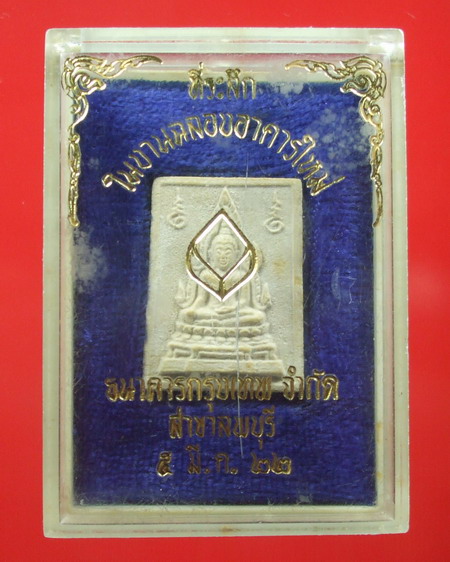 ที่ระลึก
ในงานฉลองอาคารใหม่
ธนาคารกรุงเทพ จำกัด
สาขาลพบุรี
๕ มี.ค. ๒๒